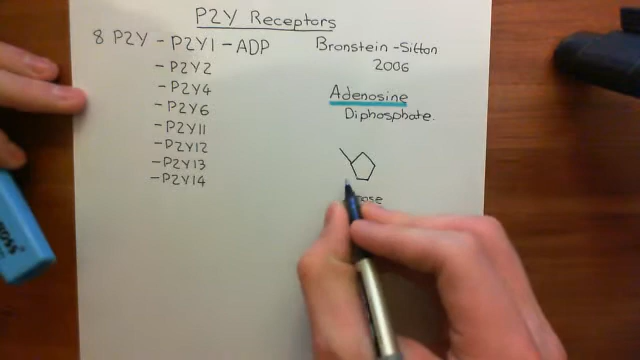 P2Y Receptors
8 P2Y - P2Y1 - ADP
- P2Y2
- P2Y4
- P2Y6
- P2Y11
- P2Y12
- P2Y13
- P2Y14
Bronstein - Sitton
2006
Adenosine
Diphosphate.